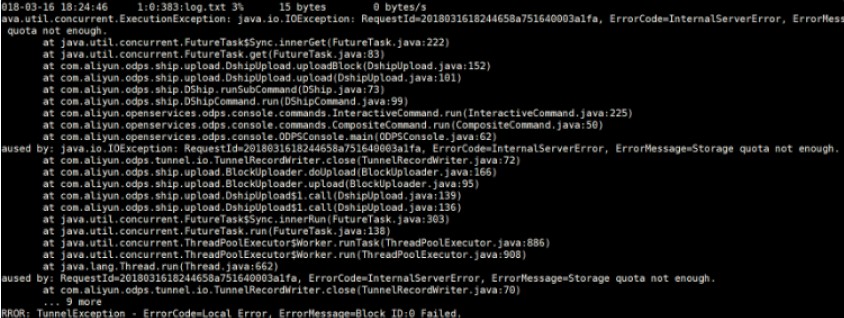 018-03-16 18:24:46 1:0:383:log.txt 3% 15 bytes 0 bytes/s
ava.util.concurrent.ExecutionException: java.io.IOException: RequestId=2018031618244658a751640003a1fa, ErrorCode=InternalServerError, ErrorMess
quota not enough.
at java.util.concurrent.FutureTask$Sync.innerGet(FutureTask.java:222)
at java.util.concurrent.FutureTask.get(FutureTask.java:83)
at com.aliyun.odps.ship.upload.DshipUpload.uploadBlock(DshipUpload.java:152)
at com.aliyun.odps.ship.upload.DshipUpload.upload(DshipUpload.java:101)
at com.aliyun.odps.ship.DShip.runSubCommand(DShip.java:73)
at com.aliyun.odps.ship.DShipCommand.run(DShipCommand.java:99)
at com.aliyun.openservices.odps.console.commands.InteractiveCommand.run(InteractiveCommand.java:225)
at com.aliyun.openservices.odps.console.commands.CompositeCommand.run(CompositeCommand.java:50)
at com.aliyun.openservices.odps.console.ODPSConsole.main(ODPSConsole.java:62)
aused by: java.io.IOException: RequestId=2018031618244658a751640003a1fa, ErrorCode=InternalServerError, ErrorMessage=Storage quota not enough.
at com.aliyun.odps.tunnel.io.TunnelRecordWriter.close(TunnelRecordWriter.java:72)
at com.aliyun.odps.ship.upload.BlockUploader.doUpload(BlockUploader.java:166)
at com.aliyun.odps.ship.upload.BlockUploader.upload(BlockUploader.java:95)
at com.aliyun.odps.ship.upload.DshipUpload$1.call(DshipUpload.java:139)
at com.aliyun.odps.ship.upload.DshipUpload$1.call(DshipUpload.java:136)
at java.util.concurrent.FutureTask$Sync.innerRun(FutureTask.java:303)
at java.util.concurrent.FutureTask.run(FutureTask.java:138)
at java.util.concurrent.ThreadPoolExecutor$Worker.runTask(ThreadPoolExecutor.java:886)
at java.util.concurrent.ThreadPoolExecutor$Worker.run(ThreadPoolExecutor.java:908)
at java.lang.Thread.run(Thread.java:662)
aused by: RequestId=2018031618244658a751640003a1fa, ErrorCode=InternalServerError, ErrorMessage=Storage quota not enough.
at com.aliyun.odps.tunnel.io.TunnelRecordWriter.close(TunnelRecordWriter.java:70)
... 9 more
RROR: TunnelException - ErrorCode=Local Error, ErrorMessage=Block ID:0 Failed.